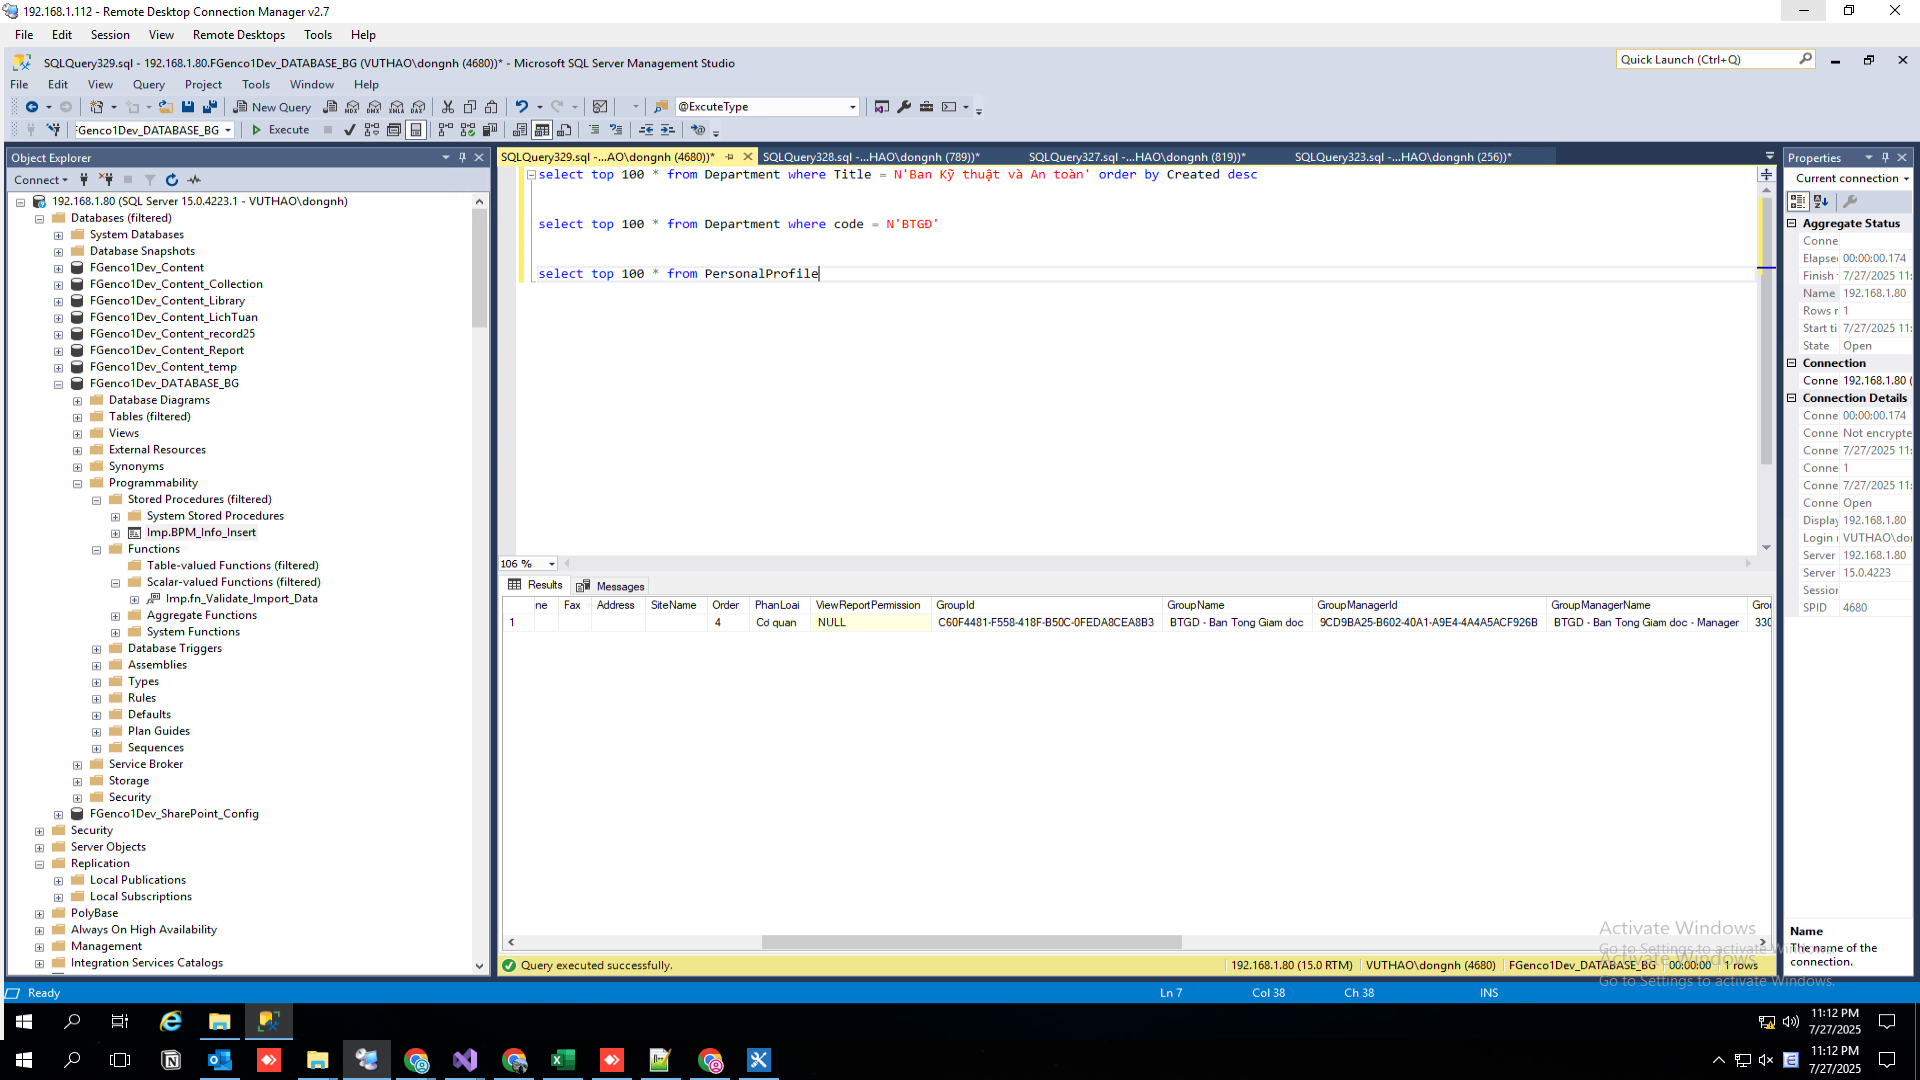 192.168.1.112 - Remote Desktop Connection Manager v2.7
File Edit Session View Remote Desktops Tools Help
SQLQuery329.sql - 192.168.1.80.FGenco1Dev_DATABASE_BG (VUTHAO\dongnh (4680))* - Microsoft SQL Server Management Studio
Quick Launch (Ctrl+Q)
File Edit View Query Project Tools Window Help
New Query
@ExcuteType
Genco1Dev_DATABASE_BG
Execute
Object Explorer
Connect
192.168.1.80 (SQL Server 15.0.4223.1 - VUTHAO\dongnh)
Databases (filtered)
System Databases
Database Snapshots
FGenco1Dev_Content
FGenco1Dev_Content_Collection
FGenco1Dev_Content_Library
FGenco1Dev_Content_LichTuan
FGenco1Dev_Content_record25
FGenco1Dev_Content_Report
FGenco1Dev_Content_temp
FGenco1Dev_DATABASE_BG
Database Diagrams
Tables (filtered)
Views
External Resources
Synonyms
Programmability
Stored Procedures (filtered)
System Stored Procedures
Imp.BPM_Info_Insert
Functions
Table-valued Functions (filtered)
Scalar-valued Functions (filtered)
Imp.fn_Validate_Import_Data
Aggregate Functions
System Functions
Database Triggers
Assemblies
Types
Rules
Defaults
Plan Guides
Sequences
Service Broker
Storage
Security
FGenco1Dev_SharePoint_Config
Security
Server Objects
Replication
Local Publications
Local Subscriptions
PolyBase
Always On High Availability
Management
Integration Services Catalogs
SQLQuery329.sql -...AO\dongnh (4680))* SQLQuery328.sql -...HAO\dongnh (789))* SQLQuery327.sql -...HAO\dongnh (819))* SQLQuery323.sql -...HAO\dongnh (256))*
select top 100 * from Department where Title = N'Ban Kỹ thuật và An toàn' order by Created desc
select top 100 * from Department where code = N'BTGĐ'
select top 100 * from PersonalProfile
106 %
Results Messages
ne Fax Address SiteName Order PhanLoai ViewReportPermission GroupId GroupName GroupManagerId GroupManagerName Grou
1 4 Cơ quan NULL C60F4481-F558-418F-B50C-0FEDA8CEA8B3 BTGD - Ban Tong Giam doc 9CD9BA25-B602-40A1-A9E4-4A4A5ACF926B BTGD - Ban Tong Giam doc - Manager 330
Query executed successfully.
192.168.1.80 (15.0 RTM) VUTHAO\dongnh (4680) FGenco1Dev_DATABASE_BG 00:00:00 1 rows
Properties
Current connection
Aggregate Status
Conne
Elapse 00:00:00.174
Finish 7/27/2025 11:
Name 192.168.1.80
Rows r 1
Start ti 7/27/2025 11:
State Open
Connection
Conne 192.168.1.80 (
Connection Details
Conne 00:00:00.174
Conne Not encrypte
Conne 7/27/2025 11:
Conne 1
Conne 7/27/2025 11:
Conne Open
Display 192.168.1.80
Login r VUTHAO\do
Server 192.168.1.80
Server 15.0.4223
Session
SPID 4680
Name
The name of the connection.
Activate Windows
Go to Settings to activate Windows.
Activate Windows
Go to Settings to activate Windows.
Ready Ln 7 Col 38 Ch 38 INS
11:12 PM
7/27/2025
11:12 PM
7/27/2025